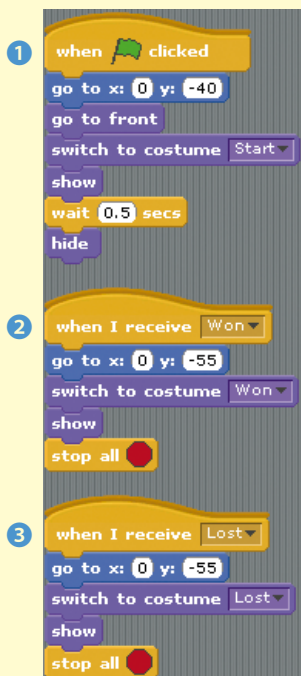 1 when clicked
go to x: 0 y: -40
go to front
switch to costume Start
show
wait 0.5 secs
hide
2 when I receive Won
go to x: 0 y: -55
switch to costume Won
show
stop all
3 when I receive Lost
go to x: 0 y: -55
switch to costume Lost
show
stop all